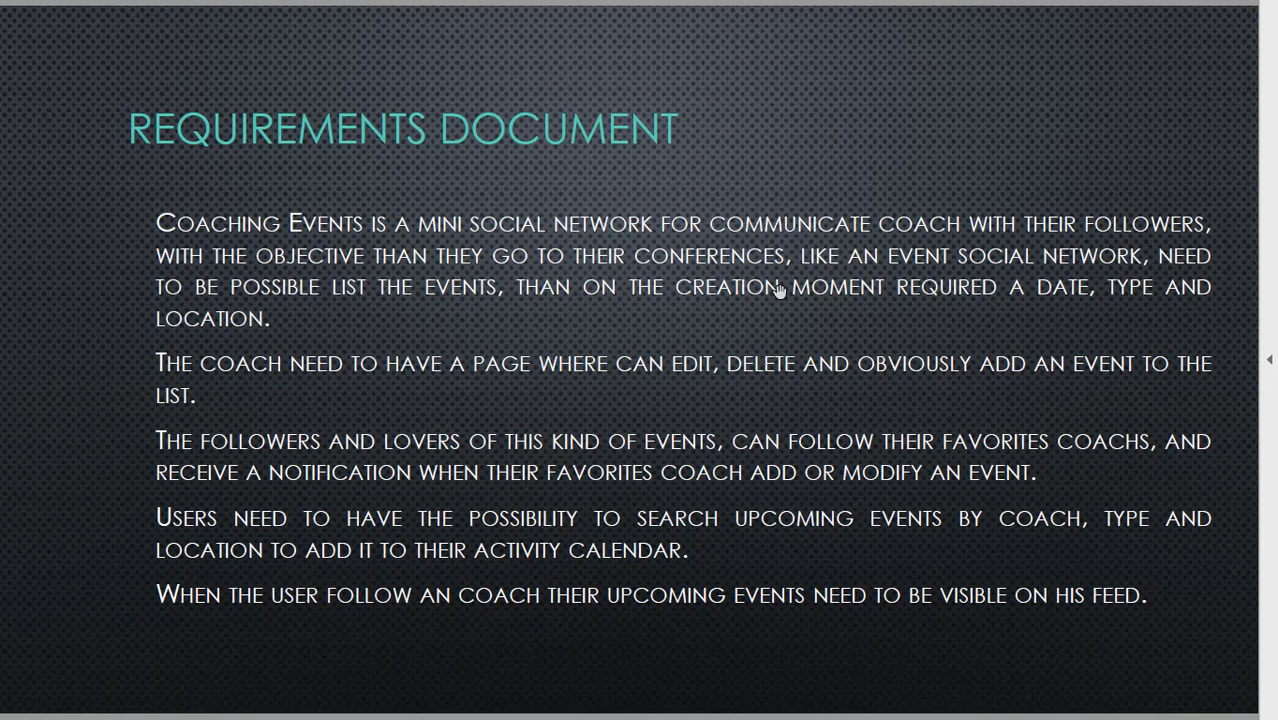 REQUIREMENTS DOCUMENT
COACHING EVENTS IS A MINI SOCIAL NETWORK FOR COMMUNICATE COACH WITH THEIR FOLLOWERS,
WITH THE OBJECTIVE THAN THEY GO TO THEIR CONFERENCES, LIKE AN EVENT SOCIAL NETWORK, NEED
TO BE POSSIBLE LIST THE EVENTS, THAN ON THE CREATION MOMENT REQUIRED A DATE, TYPE AND
LOCATION.
THE COACH NEED TO HAVE A PAGE WHERE CAN EDIT, DELETE AND OBVIOUSLY ADD AN EVENT TO THE
LIST.
THE FOLLOWERS AND LOVERS OF THIS KIND OF EVENTS, CAN FOLLOW THEIR FAVORITES COACHS, AND
RECEIVE A NOTIFICATION WHEN THEIR FAVORITES COACH ADD OR MODIFY AN EVENT.
USERS NEED TO HAVE THE POSSIBILITY TO SEARCH UPCOMING EVENTS BY COACH, TYPE AND
LOCATION TO ADD IT TO THEIR ACTIVITY CALENDAR.
WHEN THE USER FOLLOW AN COACH THEIR UPCOMING EVENTS NEED TO BE VISIBLE ON HIS FEED.